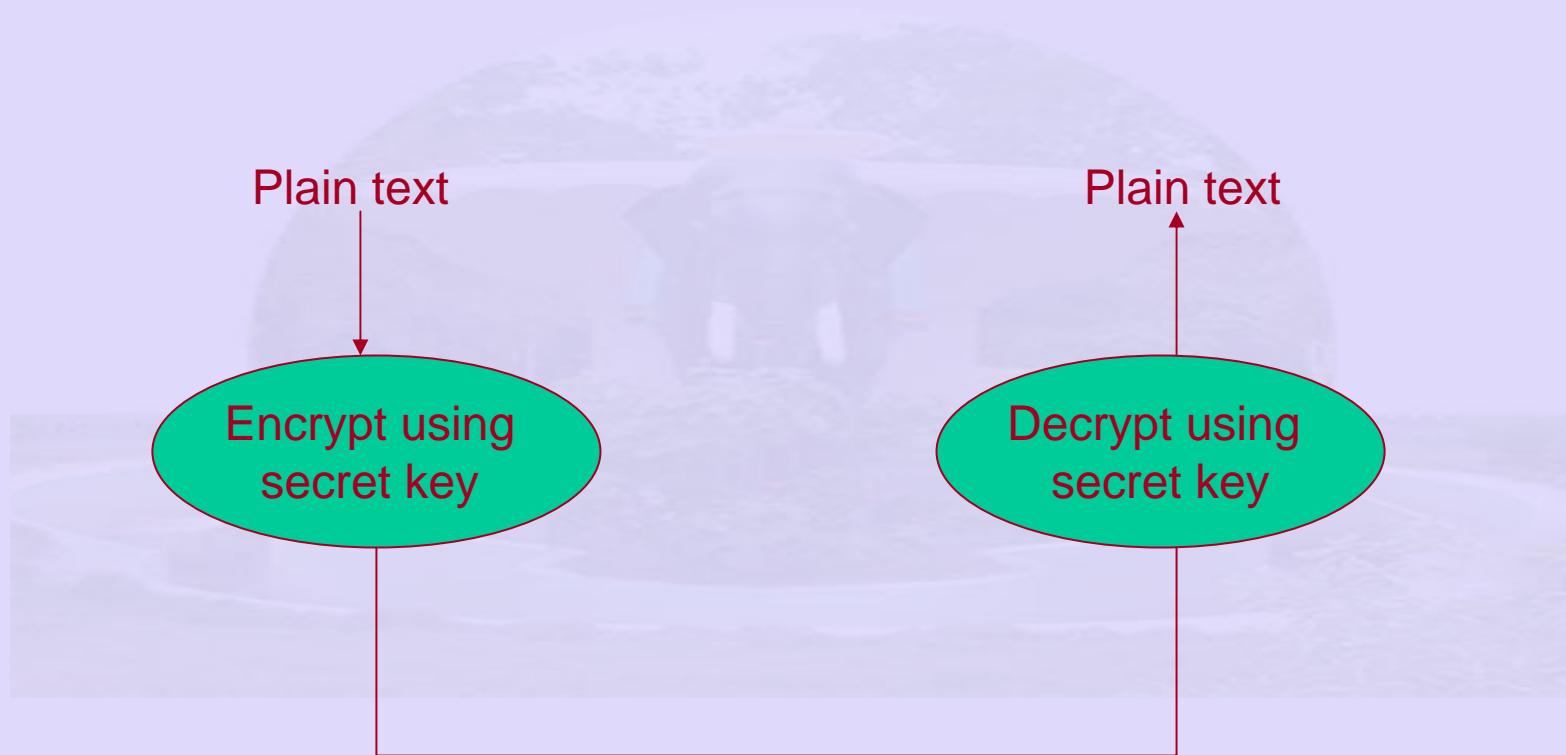 Plain text
Plain text
Encrypt using
secret key
Decrypt using
secret key